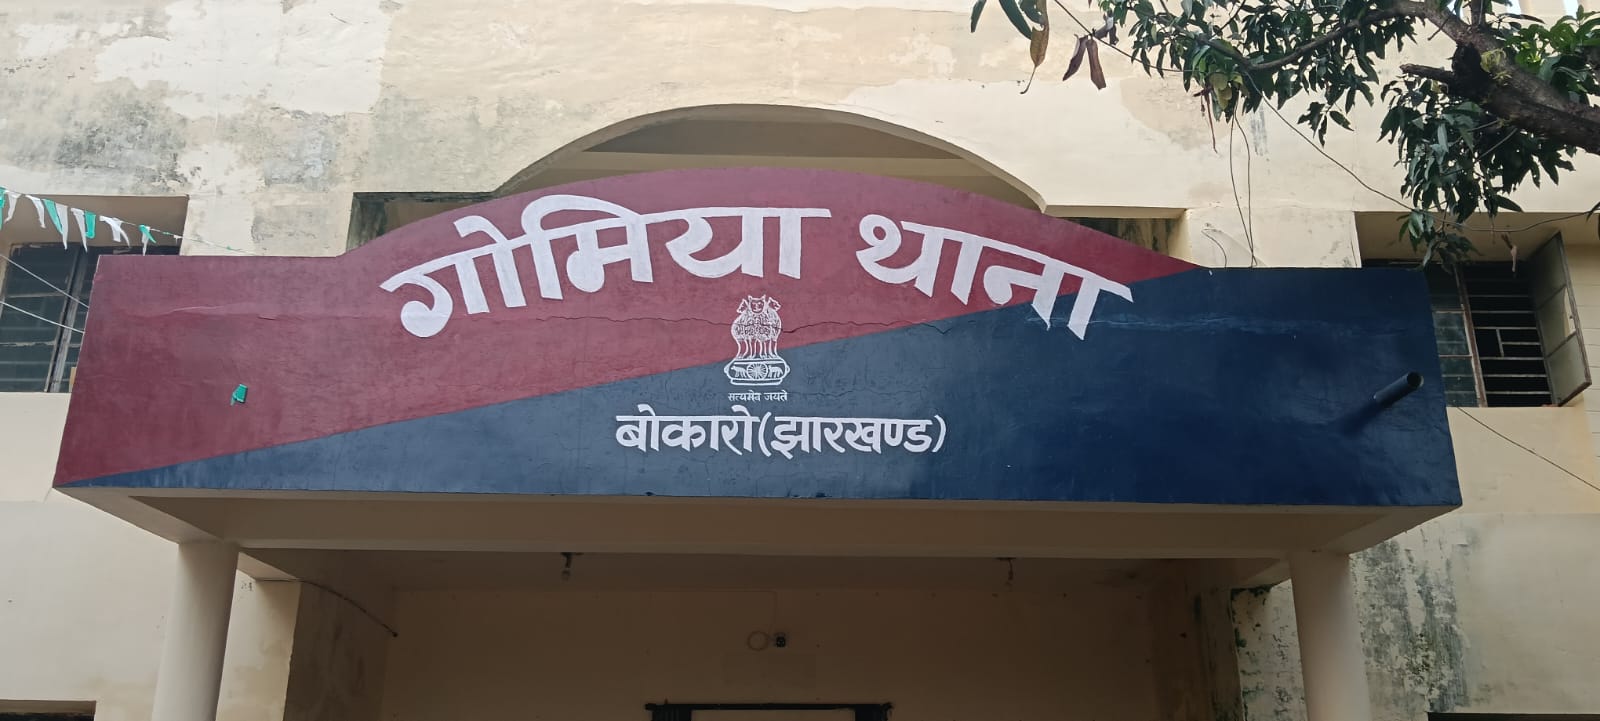 गोमिया थाना
सत्यमेव जयते
बोकारो(झारखण्ड)